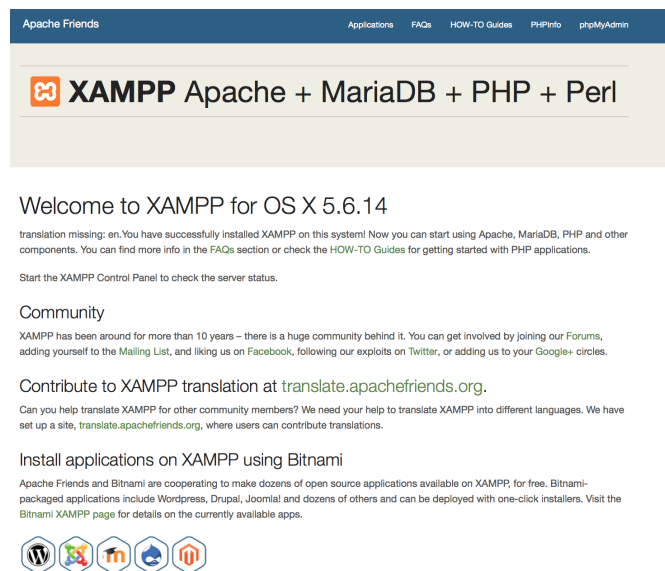 Apache Friends
Applications FAQs HOW-TO Guides PHPInfo phpMyAdmin
XAMPP Apache + MariaDB + PHP + Perl
Welcome to XAMPP for OS X 5.6.14
translation missing: en.You have successfully installed XAMPP on this system! Now you can start using Apache, MariaDB, PHP and other
components. You can find more info in the FAQs section or check the HOW-TO Guides for getting started with PHP applications.
Start the XAMPP Control Panel to check the server status.
Community
XAMPP has been around for more than 10 years – there is a huge community behind it. You can get involved by joining our Forums,
adding yourself to the Mailing List, and liking us on Facebook, following our exploits on Twitter, or adding us to your Google+ circles.
Contribute to XAMPP translation at translate.apachefriends.org.
Can you help translate XAMPP for other community members? We need your help to translate XAMPP into different languages. We have
set up a site, translate.apachefriends.org, where users can contribute translations.
Install applications on XAMPP using Bitnami
Apache Friends and Bitnami are cooperating to make dozens of open source applications available on XAMPP, for free. Bitnami-
packaged applications include Wordpress, Drupal, Joomla! and dozens of others and can be deployed with one-click installers. Visit the
Bitnami XAMPP page for details on the currently available apps.